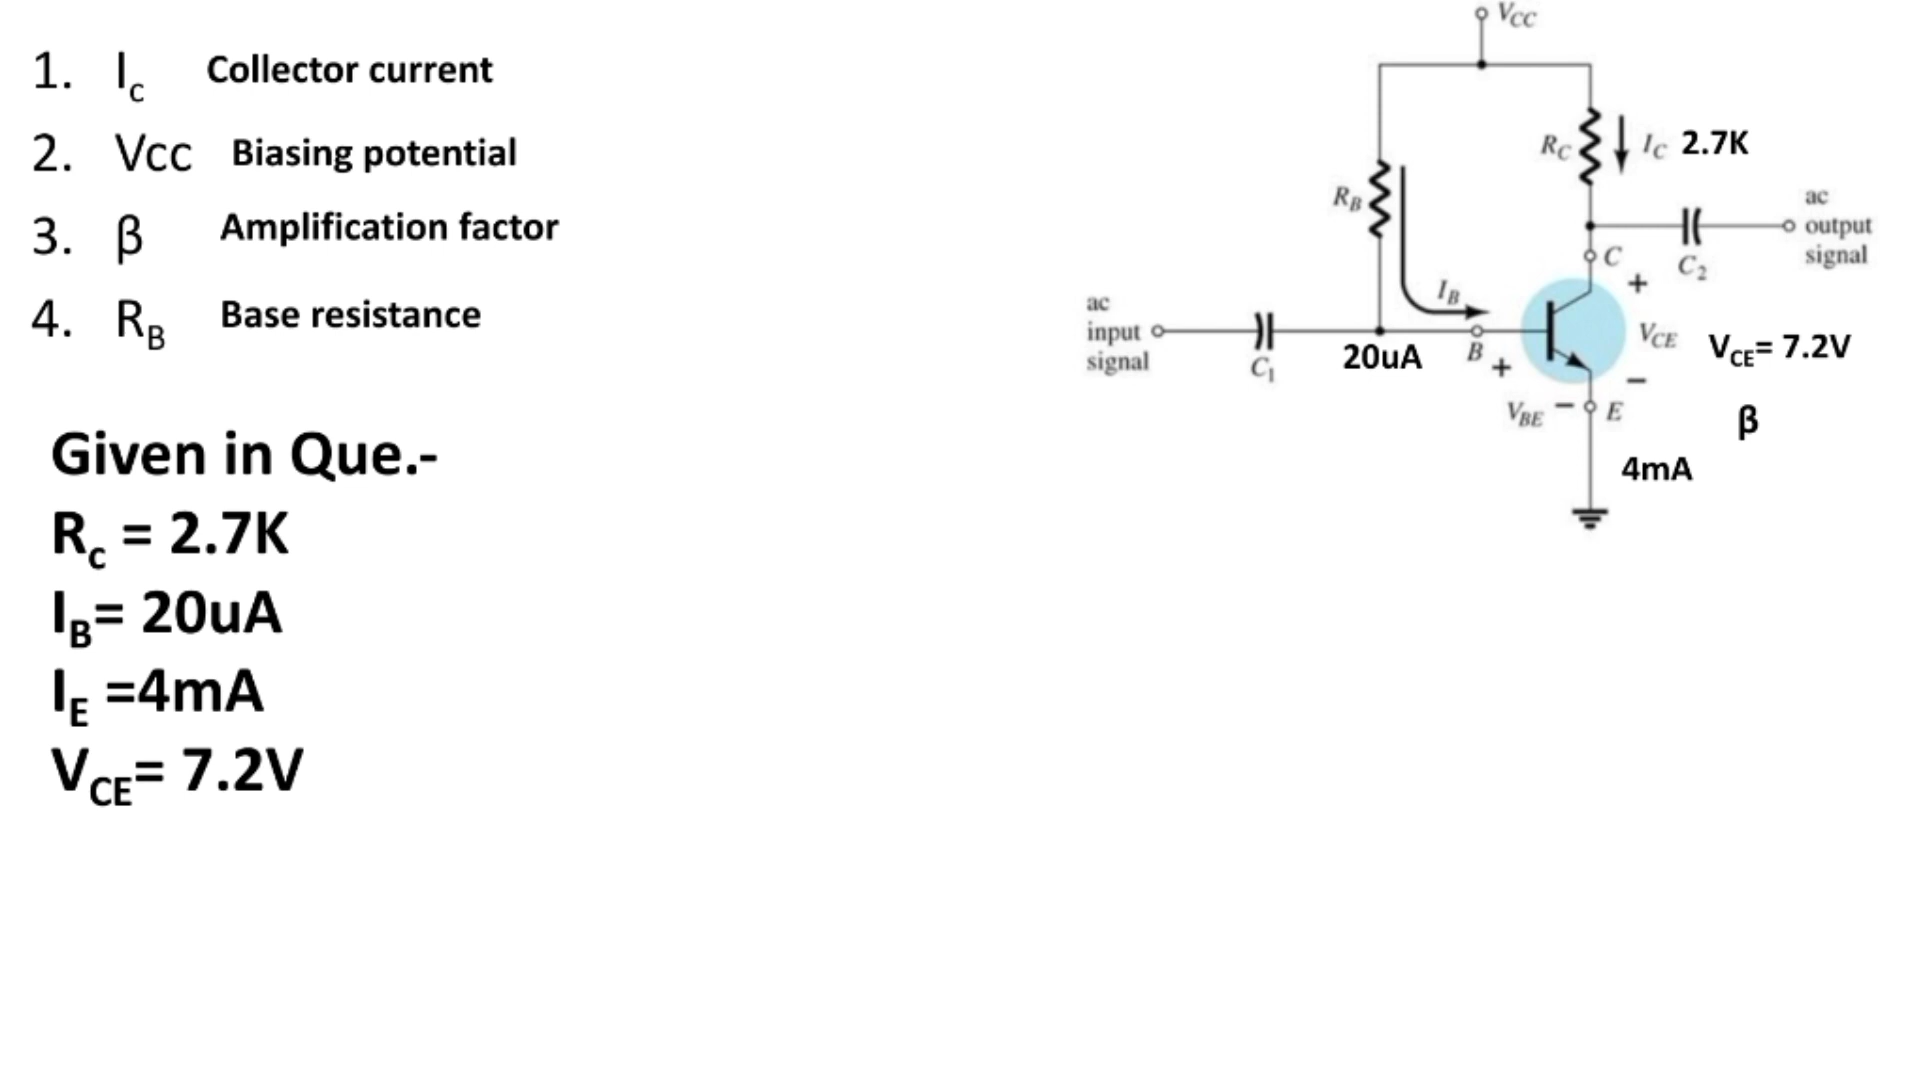 1. Ic Collector current
2. Vcc Biasing potential
3. β Amplification factor
4. RB Base resistance
Given in Que.-
Rc = 2.7K
IB= 20uA
IE =4mA
VCE= 7.2V
VCC
RC
IC 2.7K
RB
ac
output
signal
C
+
C2
IB
ac
input
signal
C1
20uA
B
+
VCE
VCE= 7.2V
−
VBE
−
E
β
4mA